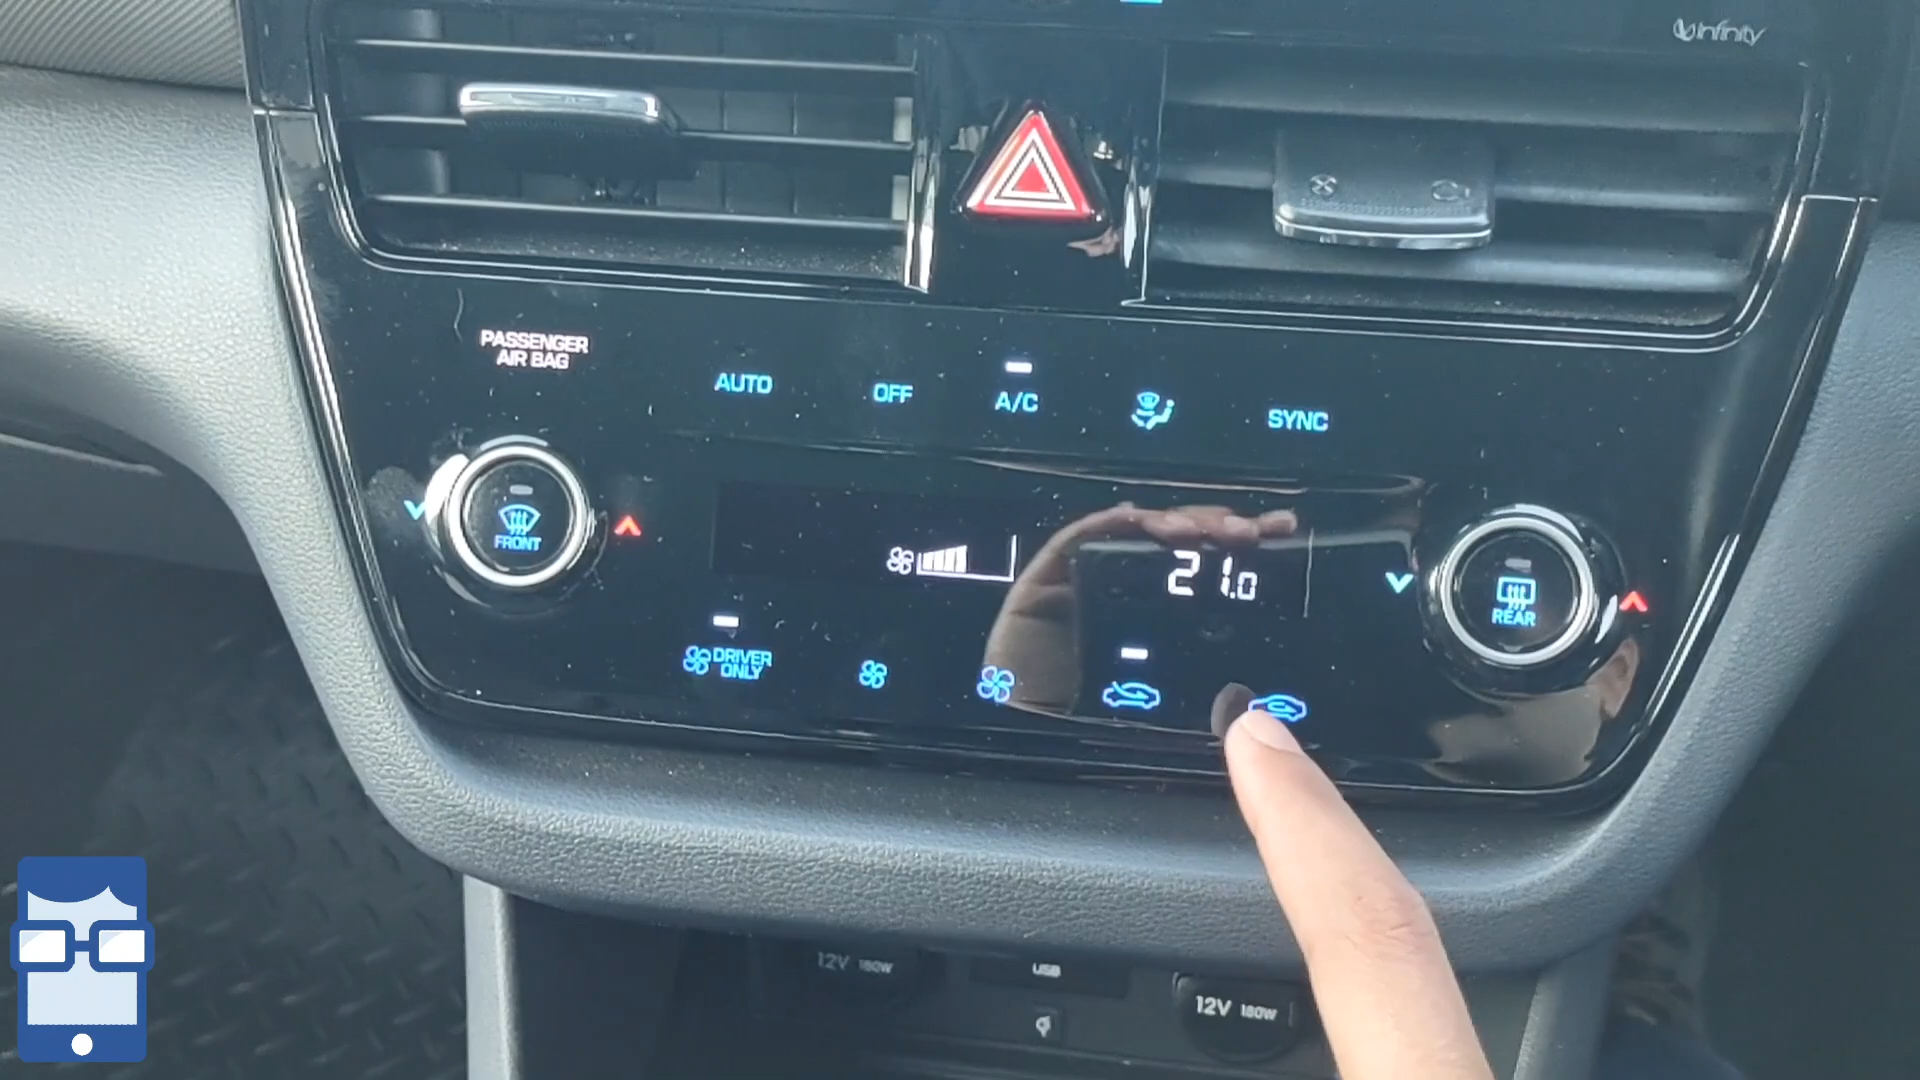 infinity
PASSENGER
AIR BAG
AUTO
OFF
A/C
SYNC
FRONT
21.0
REAR
DRIVER
ONLY
12V 180W
USB
12V 180W